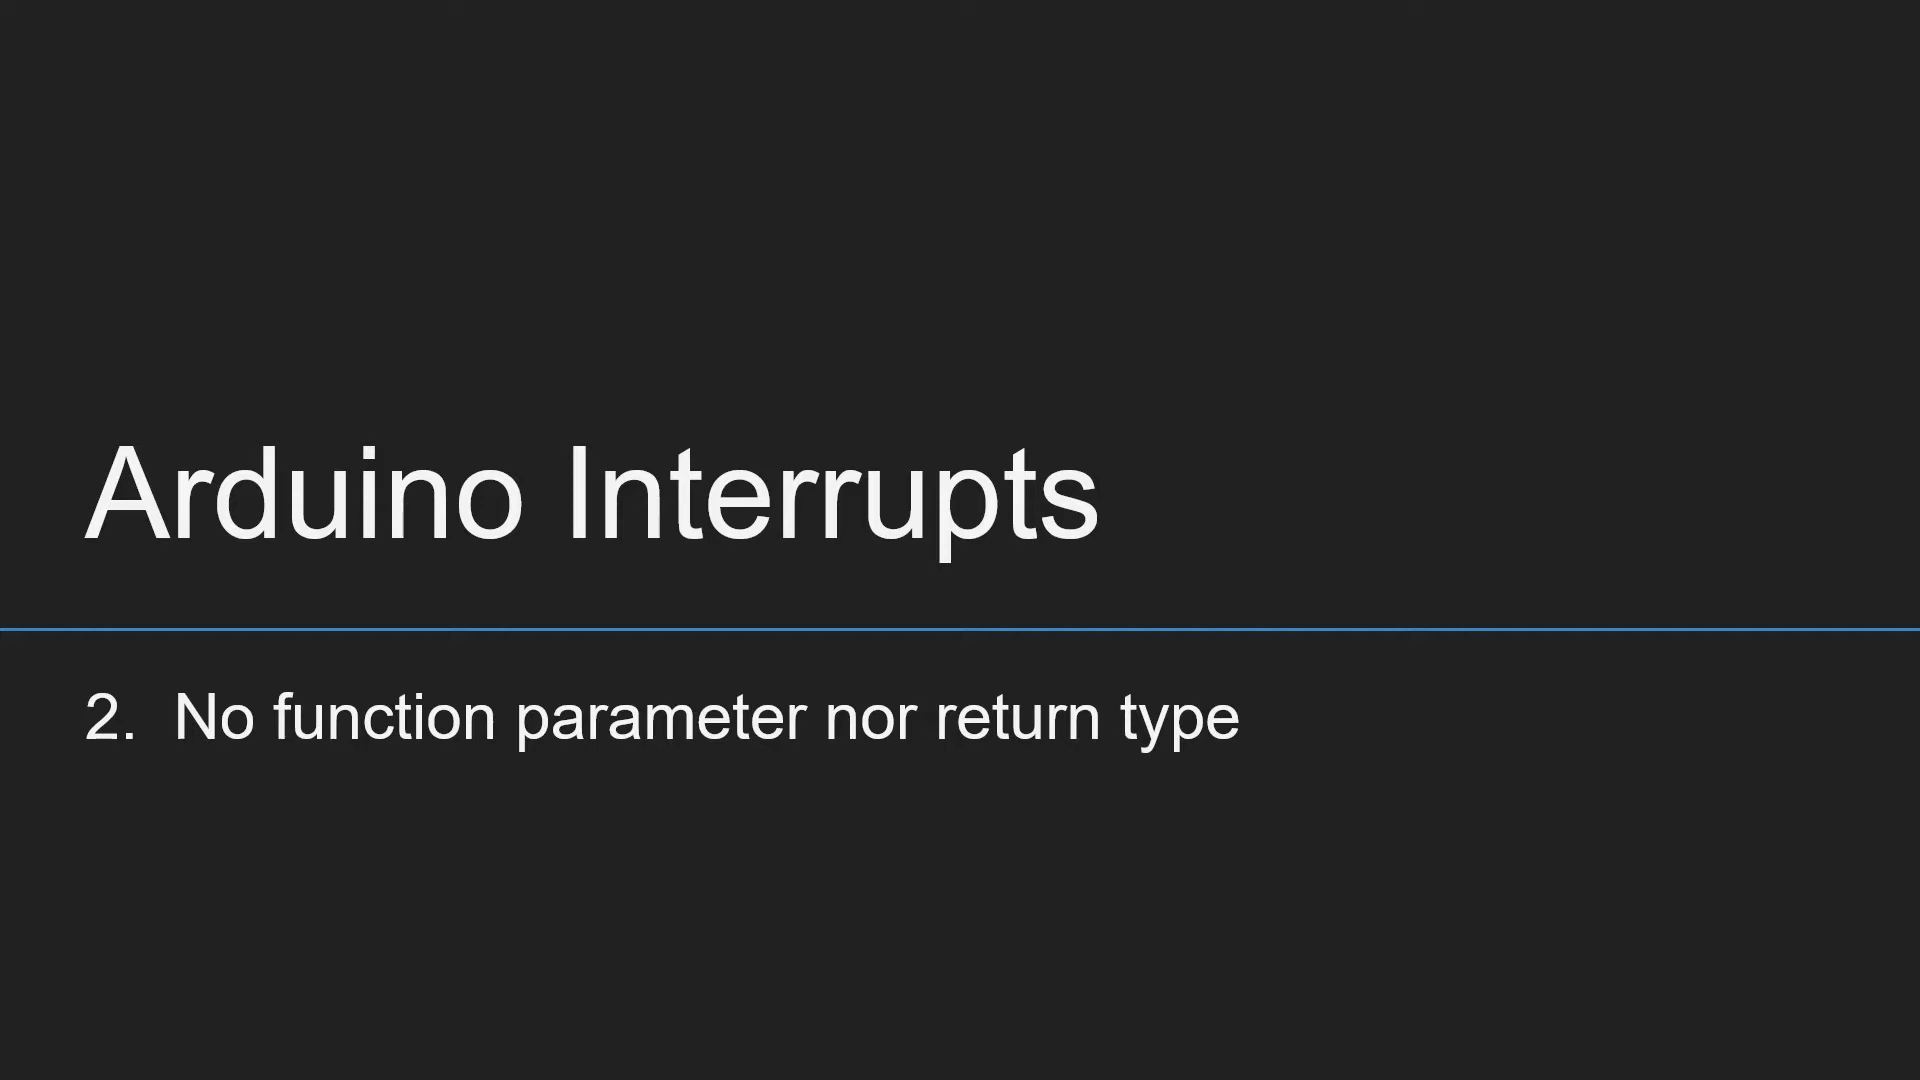 Arduino Interrupts
2. No function parameter nor return type